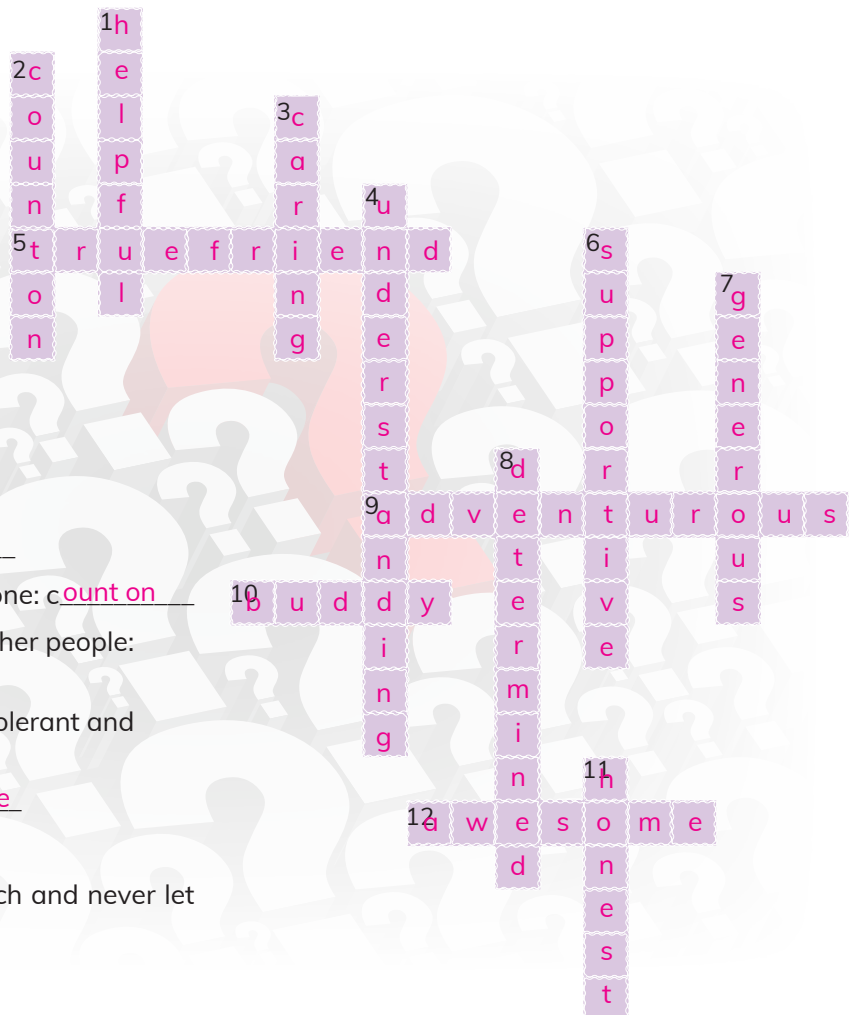 1 helpful
2 count on
3 caring
4 understanding
5 true friend
6 supportive
7 generous
8 determined
9 adventurous
10 buddy
11 honest
12 awesome
one: count on
her people:
olerant and
e
ch and never let